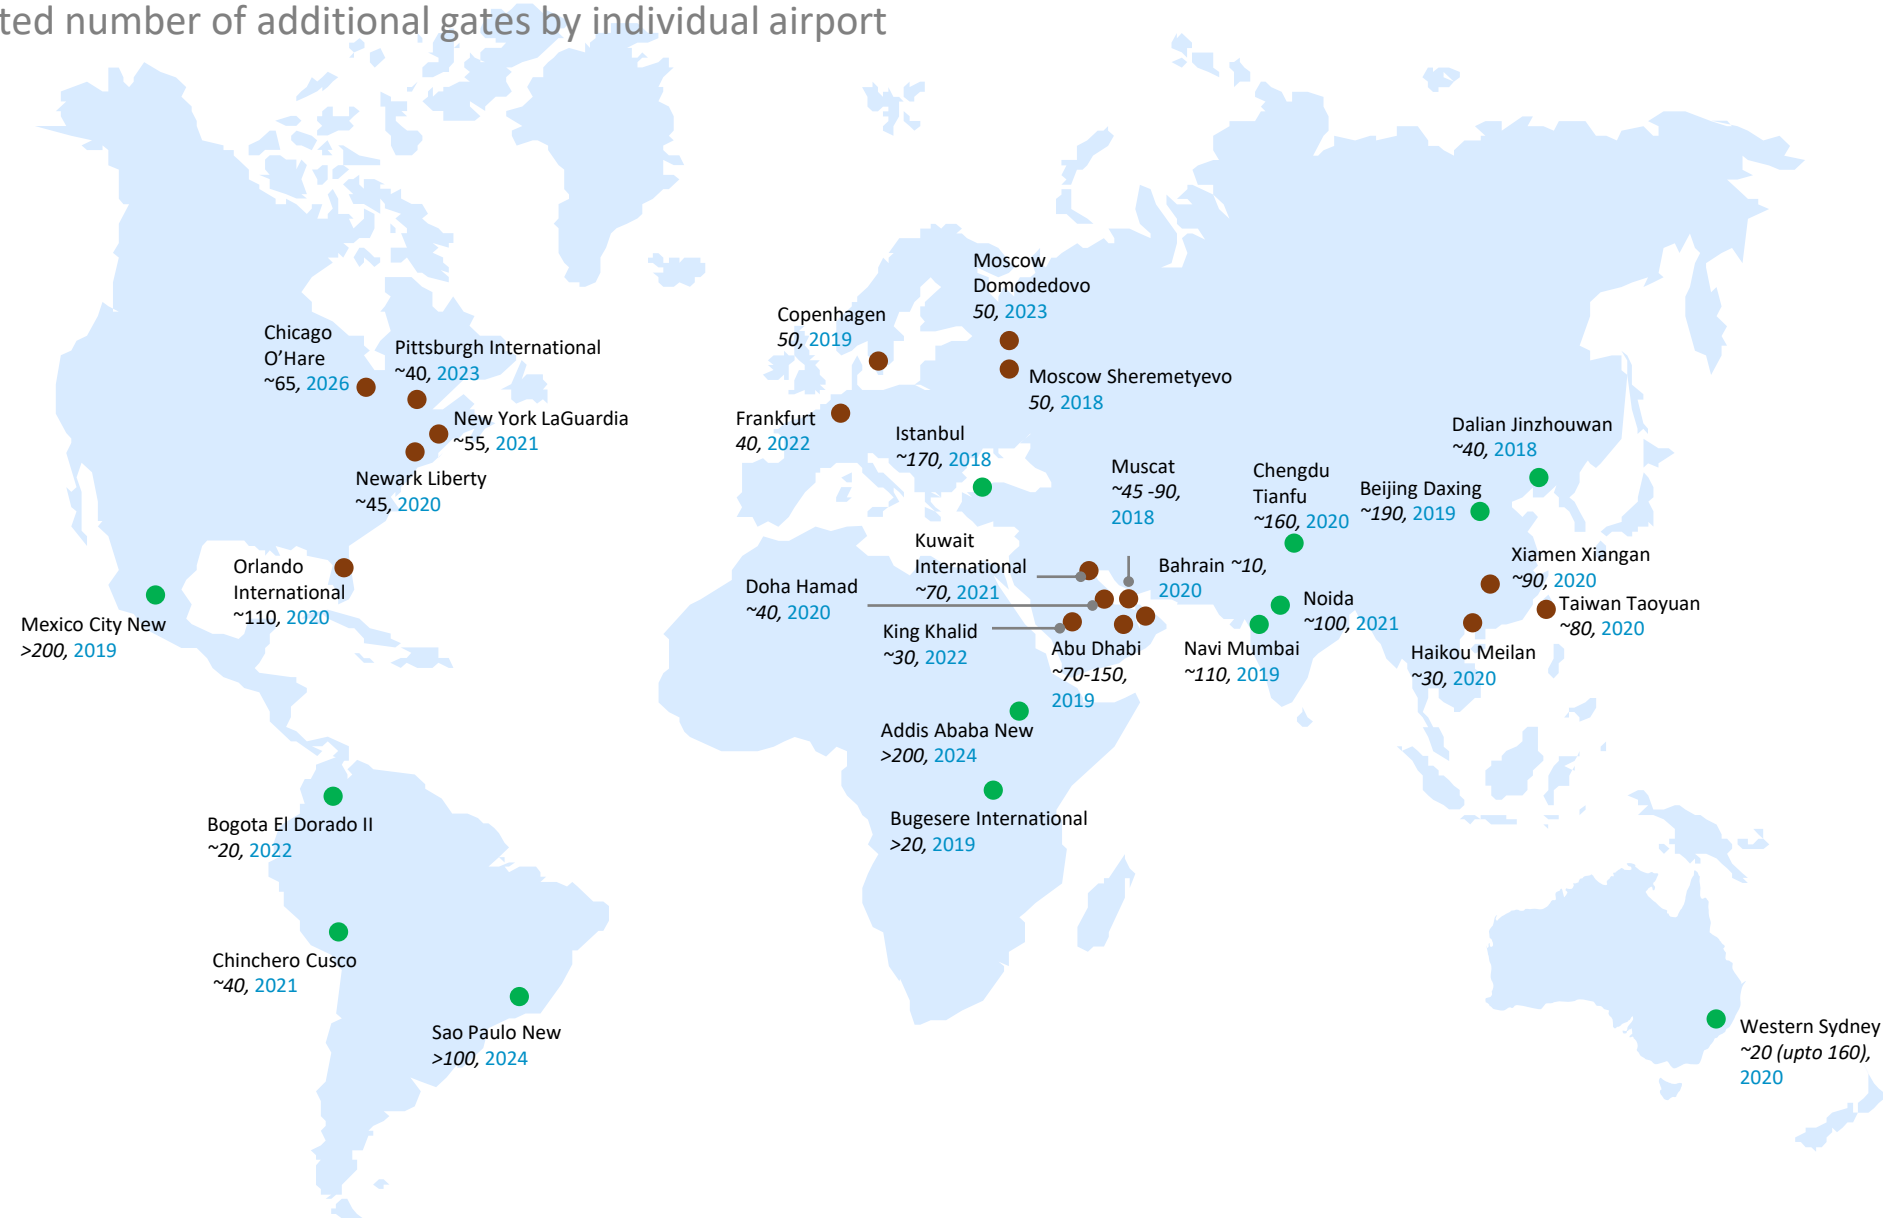 ted number of additional gates by individual airport
Moscow
Domodedovo
50, 2023
Copenhagen
50, 2019
Chicago
O’Hare
~65, 2026
Pittsburgh International
~40, 2023
Moscow Sheremetyevo
50, 2018
New York LaGuardia
~55, 2021
Frankfurt
40, 2022
Istanbul
~170, 2018
Dalian Jinzhouwan
~40, 2018
Muscat
~45 -90,
2018
Chengdu
Tianfu
~160, 2020
Newark Liberty
~45, 2020
Beijing Daxing
~190, 2019
Kuwait
International
~70, 2021
Xiamen Xiangan
~90, 2020
Orlando
International
~110, 2020
Bahrain ~10,
2020
Doha Hamad
~40, 2020
Noida
~100, 2021
Taiwan Taoyuan
~80, 2020
Mexico City New
>200, 2019
King Khalid
~30, 2022
Abu Dhabi
~70-150,
2019
Navi Mumbai
~110, 2019
Haikou Meilan
~30, 2020
Addis Ababa New
>200, 2024
Bugesere International
>20, 2019
Bogota El Dorado II
~20, 2022
Chinchero Cusco
~40, 2021
Sao Paulo New
>100, 2024
Western Sydney
~20 (upto 160),
2020